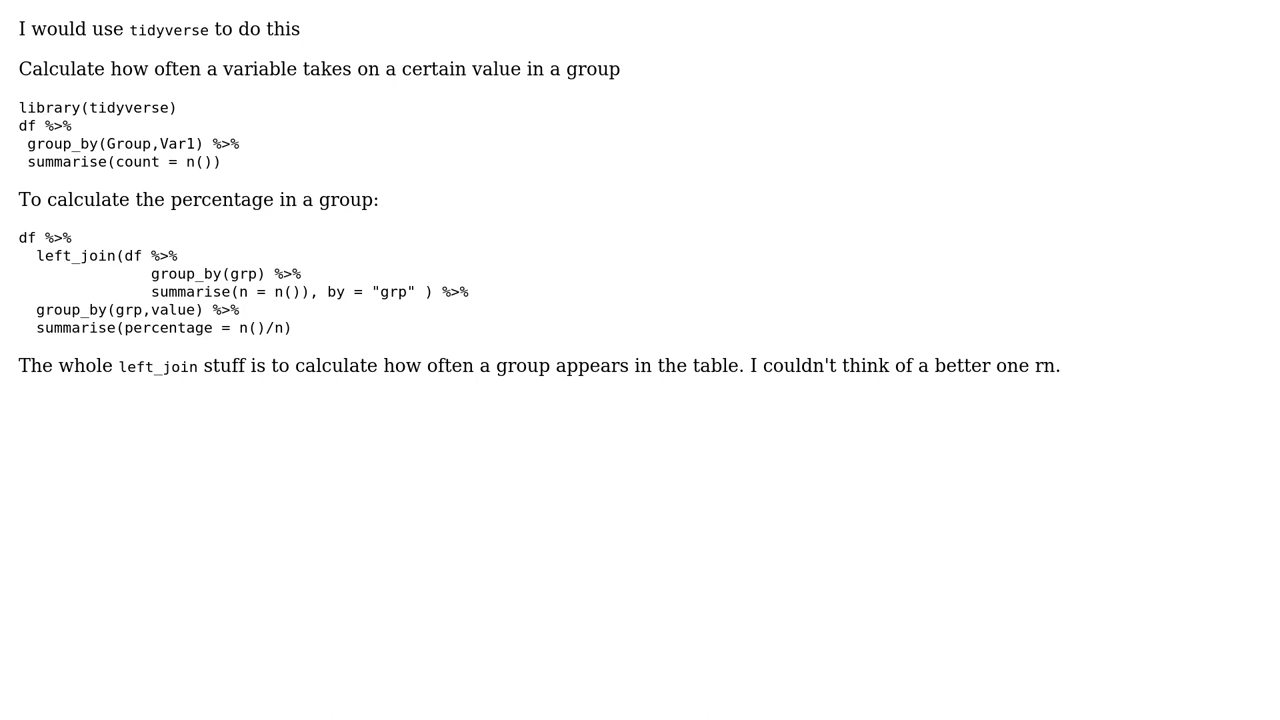 I would use tidyverse to do this
Calculate how often a variable takes on a certain value in a group
library(tidyverse)
df %>%
 group_by(Group,Var1) %>%
 summarise(count = n())
To calculate the percentage in a group:
df %>%
  left_join(df %>%
               group_by(grp) %>%
               summarise(n = n()), by = "grp" ) %>%
  group_by(grp,value) %>%
  summarise(percentage = n()/n)
The whole left_join stuff is to calculate how often a group appears in the table. I couldn't think of a better one rn.